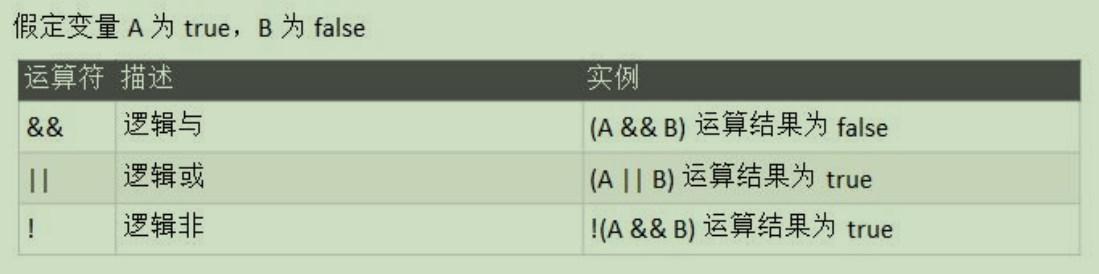 假定变量 A 为 true，B 为 false
运算符 描述 实例
&& 逻辑与 (A && B) 运算结果为 false
|| 逻辑或 (A || B) 运算结果为 true
! 逻辑非 !(A && B) 运算结果为 true